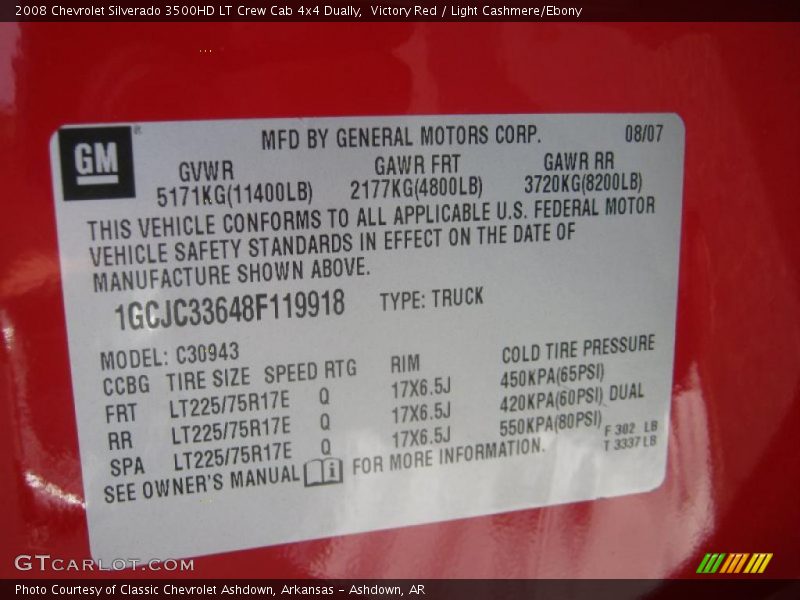 2008 Chevrolet Silverado 3500HD LT Crew Cab 4x4 Dually,  Victory Red / Light Cashmere/Ebony
GM
MFD BY GENERAL MOTORS CORP. 08/07
GVWR GAWR FRT GAWR RR
5171KG(11400LB) 2177KG(4800LB) 3720KG(8200LB)
THIS VEHICLE CONFORMS TO ALL APPLICABLE U.S. FEDERAL MOTOR
VEHICLE SAFETY STANDARDS IN EFFECT ON THE DATE OF
MANUFACTURE SHOWN ABOVE.
1GCJC33648F119918 TYPE: TRUCK
MODEL: C30943
CCBG TIRE SIZE SPEED RTG RIM COLD TIRE PRESSURE
FRT LT225/75R17E Q 17X6.5J 450KPA(65PSI)
RR LT225/75R17E Q 17X6.5J 420KPA(60PSI) DUAL
SPA LT225/75R17E Q 17X6.5J 550KPA(80PSI)
F 302 LB
T 3337 LB
SEE OWNER'S MANUAL FOR MORE INFORMATION.
GTCARLOT.COM
Photo Courtesy of Classic Chevrolet Ashdown, Arkansas – Ashdown, AR